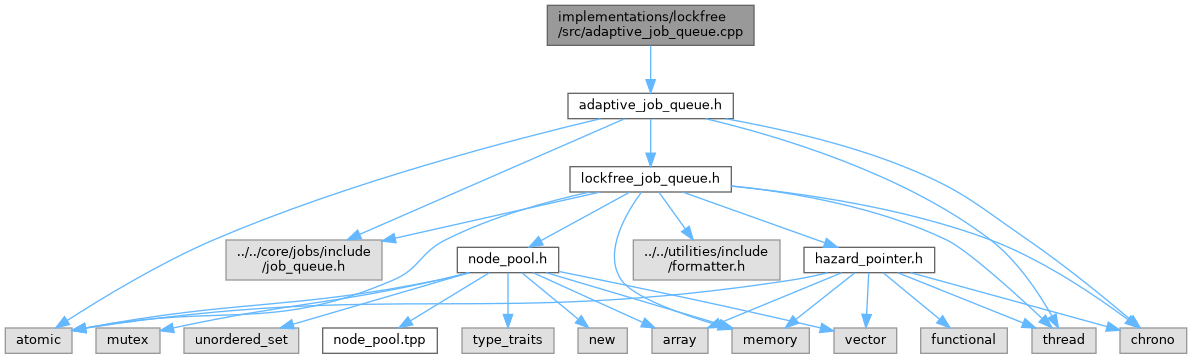 implementations/lockfree
/src/adaptive_job_queue.cpp
adaptive_job_queue.h
lockfree_job_queue.h
../../core/jobs/include
/job_queue.h
node_pool.h
../../utilities/include
/formatter.h
hazard_pointer.h
atomic
mutex
unordered_set
node_pool.tpp
type_traits
new
array
memory
vector
functional
thread
chrono